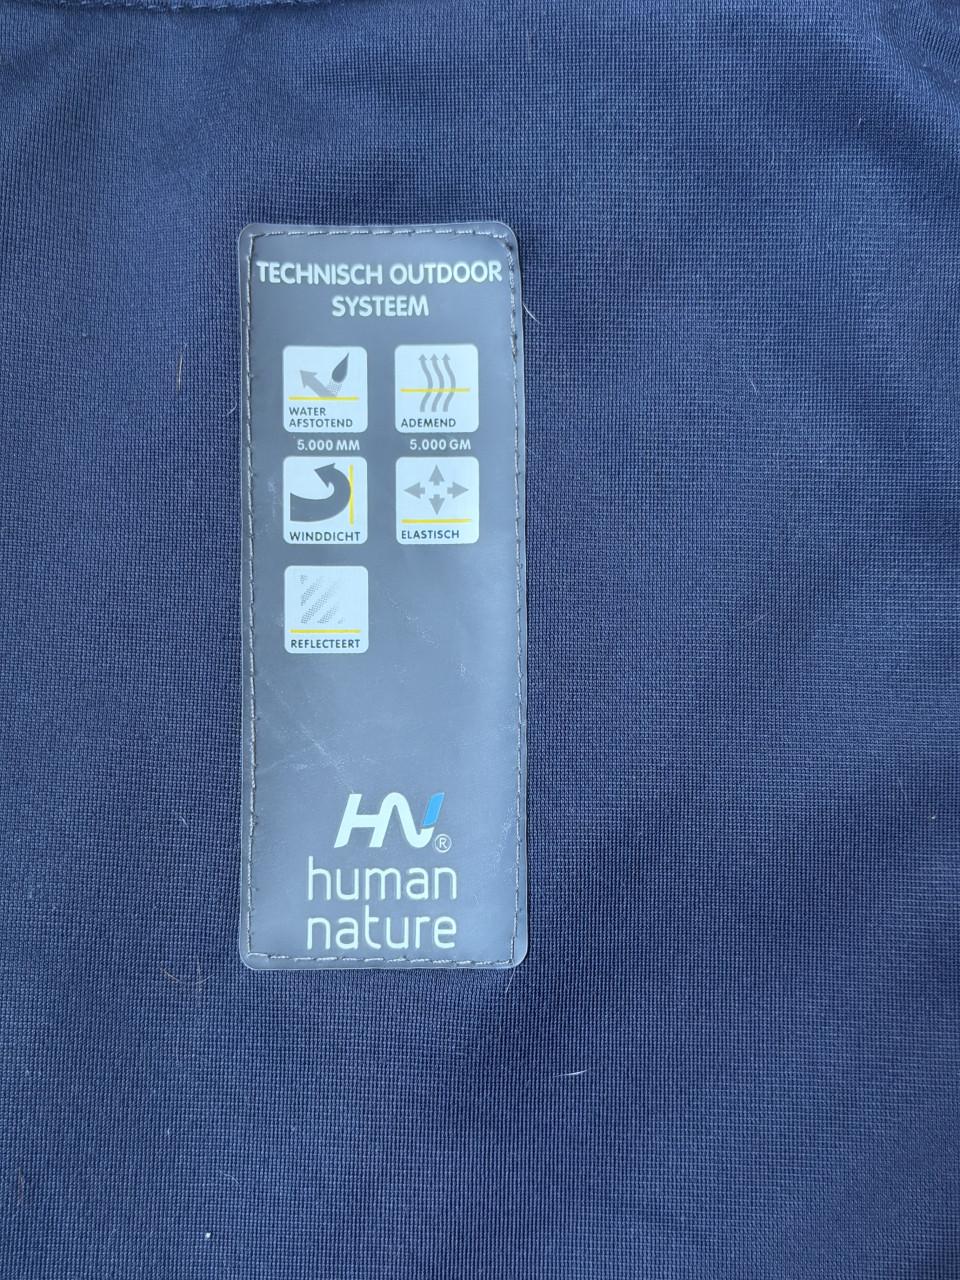 TECHNISCH OUTDOOR
SYSTEEM
WATER
AFSTOTEND
5.000 MM
ADEMEND
5.000 GM
WINDDICHT
ELASTISCH
REFLECTEERT
HN®
human
nature